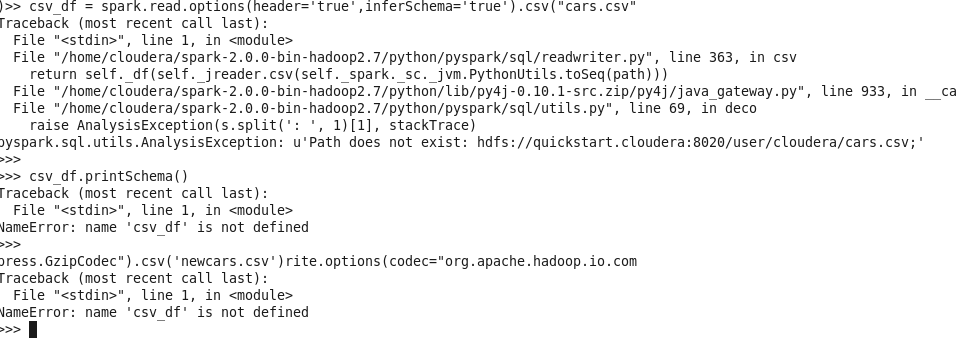 )>> csv_df = spark.read.options(header='true',inferSchema='true').csv("cars.csv"
Traceback (most recent call last):
  File "<stdin>", line 1, in <module>
  File "/home/cloudera/spark-2.0.0-bin-hadoop2.7/python/pyspark/sql/readwriter.py", line 363, in csv
    return self._df(self._jreader.csv(self._spark._sc._jvm.PythonUtils.toSeq(path)))
  File "/home/cloudera/spark-2.0.0-bin-hadoop2.7/python/lib/py4j-0.10.1-src.zip/py4j/java_gateway.py", line 933, in __ca
  File "/home/cloudera/spark-2.0.0-bin-hadoop2.7/python/pyspark/sql/utils.py", line 69, in deco
    raise AnalysisException(s.split(': ', 1)[1], stackTrace)
pyspark.sql.utils.AnalysisException: u'Path does not exist: hdfs://quickstart.cloudera:8020/user/cloudera/cars.csv;'
>>>
>>> csv_df.printSchema()
Traceback (most recent call last):
  File "<stdin>", line 1, in <module>
NameError: name 'csv_df' is not defined
>>>
press.GzipCodec").csv('newcars.csv')rite.options(codec="org.apache.hadoop.io.com
Traceback (most recent call last):
  File "<stdin>", line 1, in <module>
NameError: name 'csv_df' is not defined
>>>